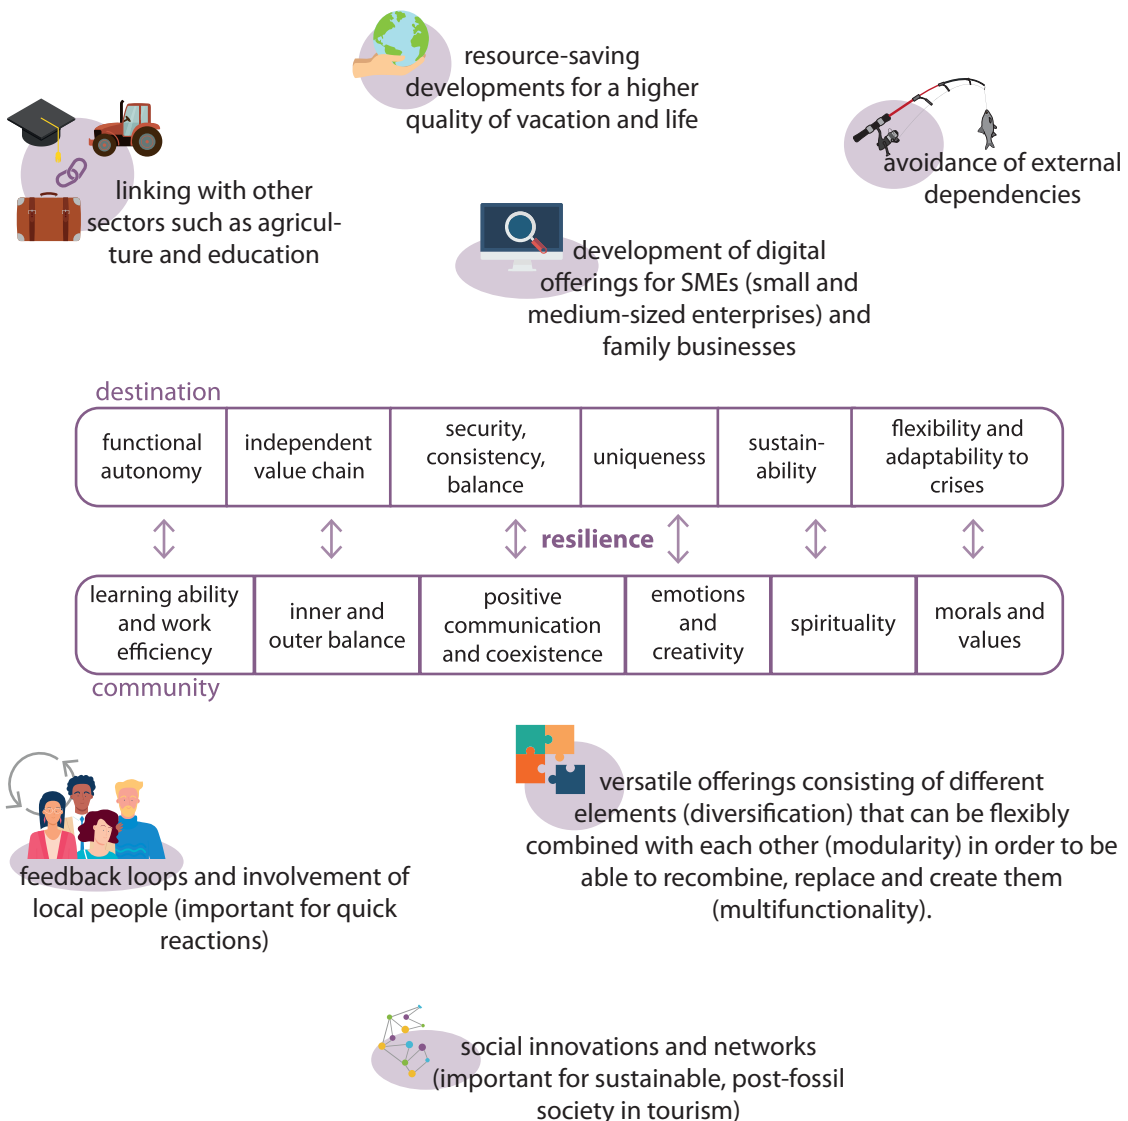 resource-saving
developments for a higher
quality of vacation and life
avoidance of external
dependencies
linking with other
sectors such as agricul-
ture and education
development of digital
offerings for SMEs (small and
medium-sized enterprises) and
family businesses
destination
functional
autonomy
independent
value chain
security,
consistency,
balance
uniqueness
sustain-
ability
flexibility and
adaptability to
crises
resilience
learning ability
and work
efficiency
inner and
outer balance
positive
communication
and coexistence
emotions
and
creativity
spirituality
morals and
values
community
versatile offerings consisting of different
elements (diversification) that can be flexibly
combined with each other (modularity) in order to be
able to recombine, replace and create them
(multifunctionality).
feedback loops and involvement of
local people (important for quick
reactions)
social innovations and networks
(important for sustainable, post-fossil
society in tourism)